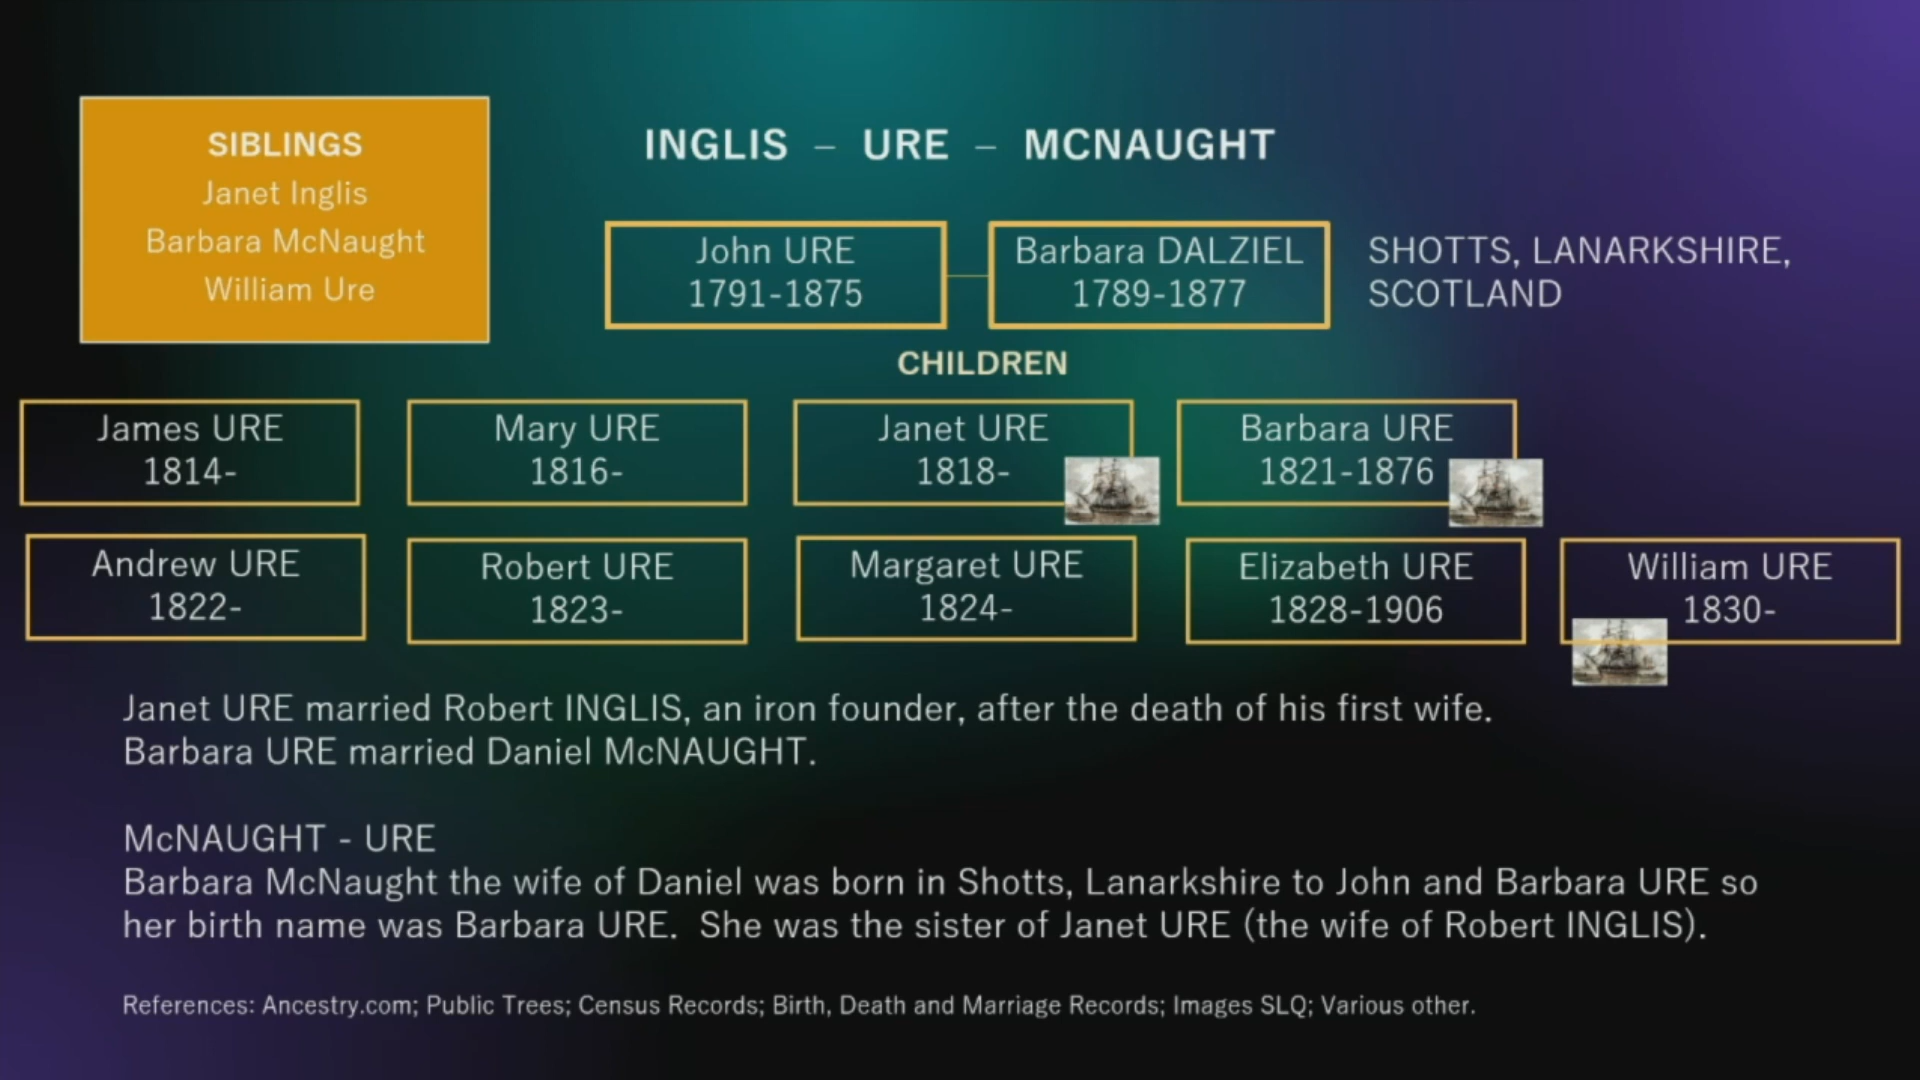 SIBLINGS
Janet Inglis
Barbara McNaught
William Ure
INGLIS – URE – MCNAUGHT
John URE
1791-1875
Barbara DALZIEL
1789-1877
SHOTTS, LANARKSHIRE,
SCOTLAND
CHILDREN
James URE
1814-
Mary URE
1816-
Janet URE
1818-
Barbara URE
1821-1876
Andrew URE
1822-
Robert URE
1823-
Margaret URE
1824-
Elizabeth URE
1828-1906
William URE
1830-
Janet URE married Robert INGLIS, an iron founder, after the death of his first wife.
Barbara URE married Daniel McNAUGHT.
McNAUGHT - URE
Barbara McNaught the wife of Daniel was born in Shotts, Lanarkshire to John and Barbara URE so
her birth name was Barbara URE.  She was the sister of Janet URE (the wife of Robert INGLIS).
References: Ancestry.com; Public Trees; Census Records; Birth, Death and Marriage Records; Images SLQ; Various other.